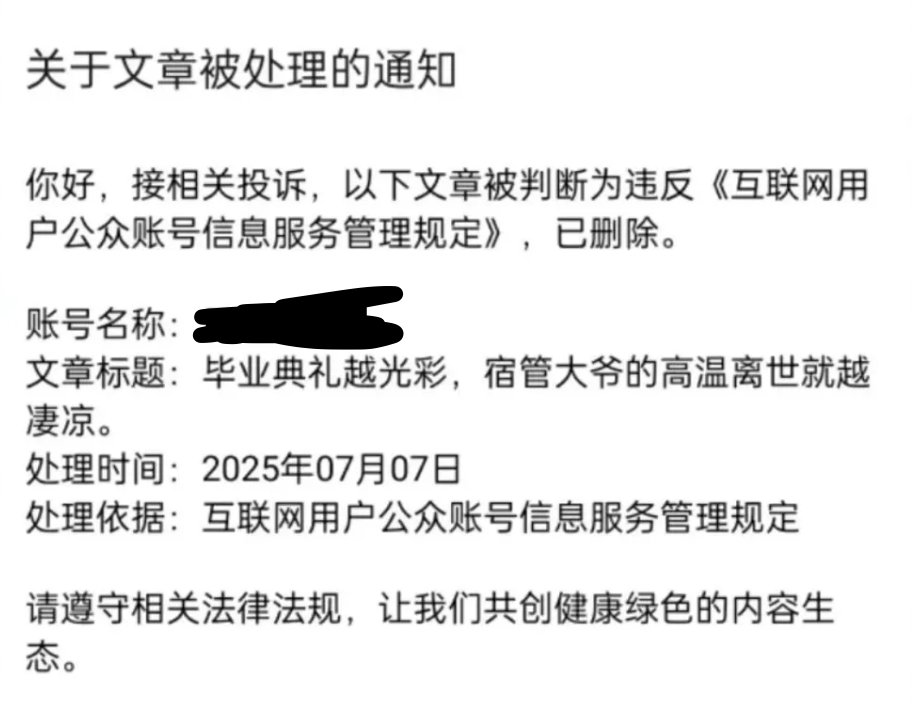 关于文章被处理的通知
你好，接相关投诉，以下文章被判断为违反《互联网用
户公众账号信息服务管理规定》，已删除。
账号名称：
文章标题：毕业典礼越光彩，宿管大爷的高温离世就越
凄凉。
处理时间：2025年07月07日
处理依据：互联网用户公众账号信息服务管理规定
请遵守相关法律法规，让我们共创健康绿色的内容生
态。